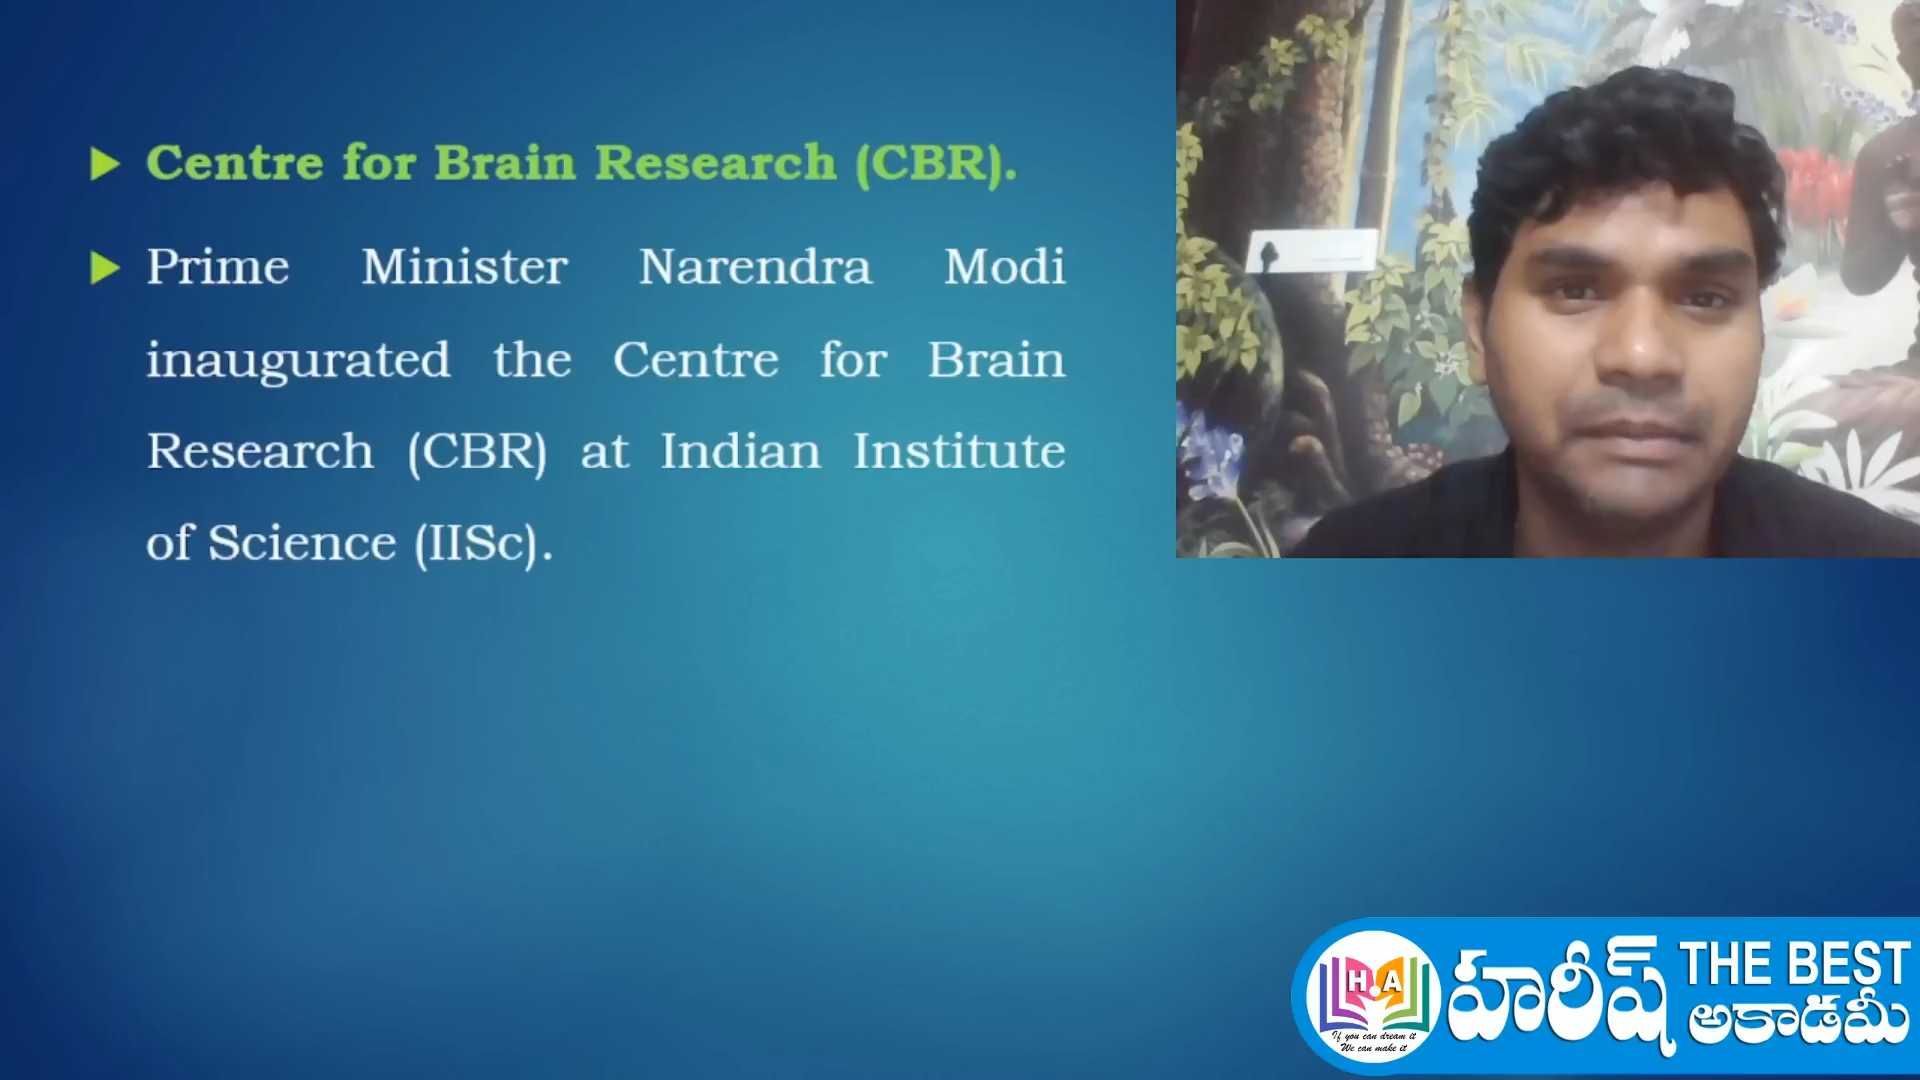 Centre for Brain Research (CBR).
Prime Minister Narendra Modi
inaugurated the Centre for Brain
Research (CBR) at Indian Institute
of Science (IISc).
H.A
If you can dream it
We can make it
హరీష్
THE BEST
అకాడమీ